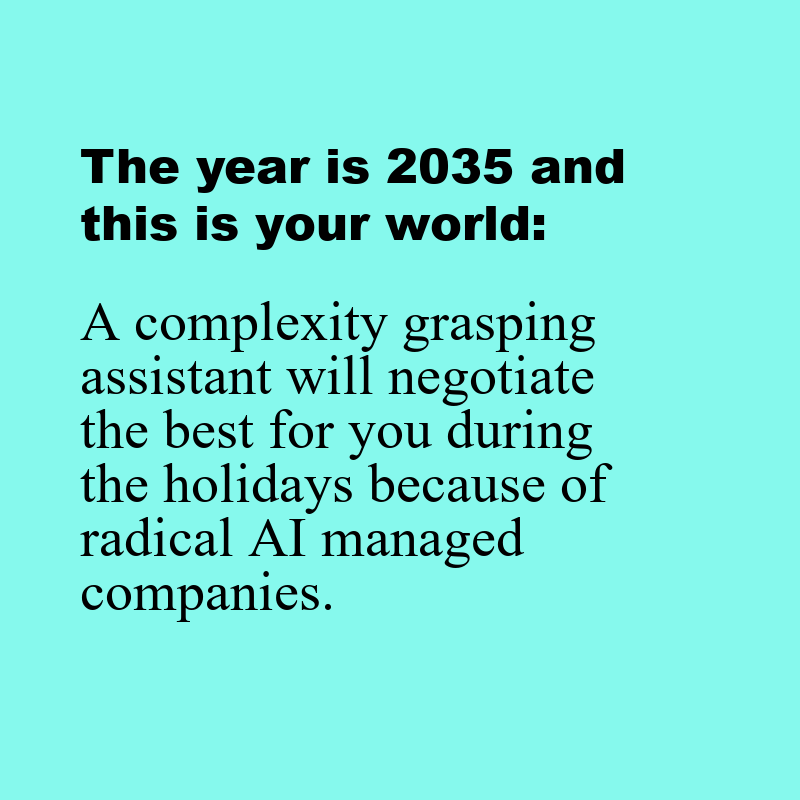 The year is 2035 and
this is your world:
A complexity grasping
assistant will negotiate
the best for you during
the holidays because of
radical AI managed
companies.